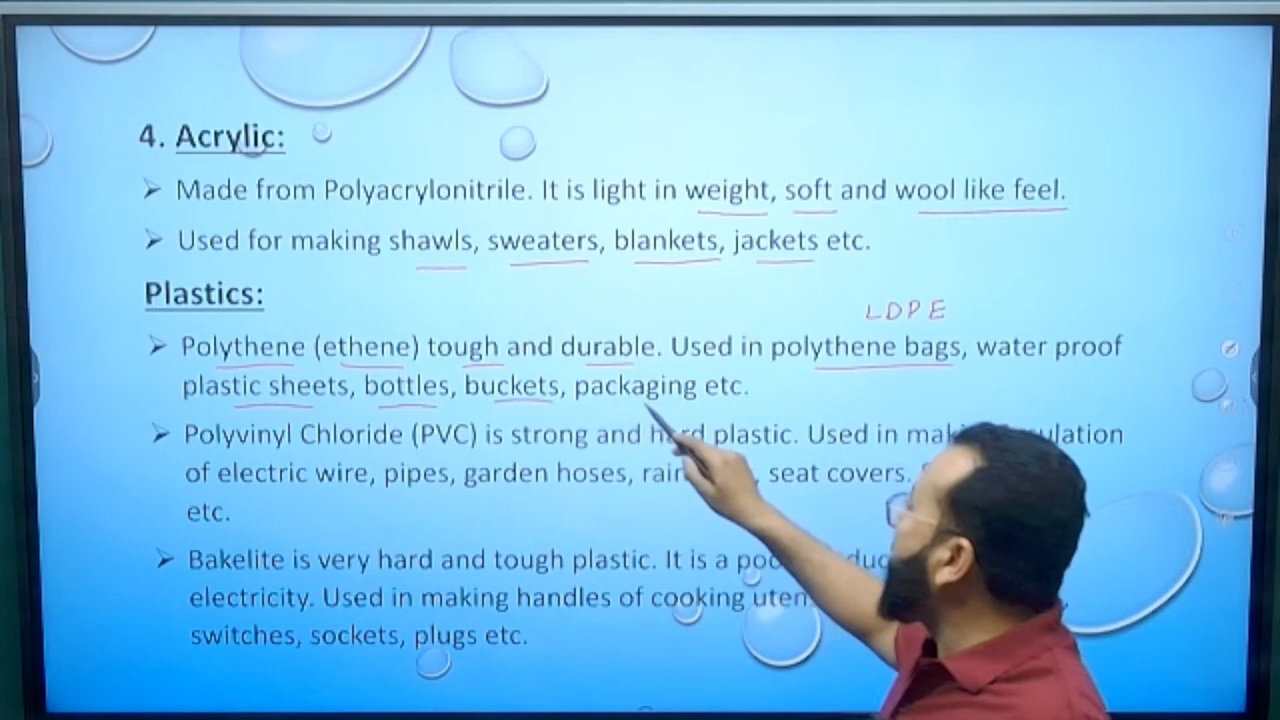 4. Acrylic:
➢ Made from Polyacrylonitrile. It is light in weight, soft and wool like feel.
➢ Used for making shawls, sweaters, blankets, jackets etc.
Plastics:
LDPE
➢ Polythene (ethene) tough and durable. Used in polythene bags, water proof
plastic sheets, bottles, buckets, packaging etc.
➢ Polyvinyl Chloride (PVC) is strong and hard plastic. Used in
of electric wire, pipes, garden hoses, seat covers.
etc.
➢ Bakelite is very hard and tough plastic. It is a
electricity. Used in making handles of cooking
switches, sockets, plugs etc.